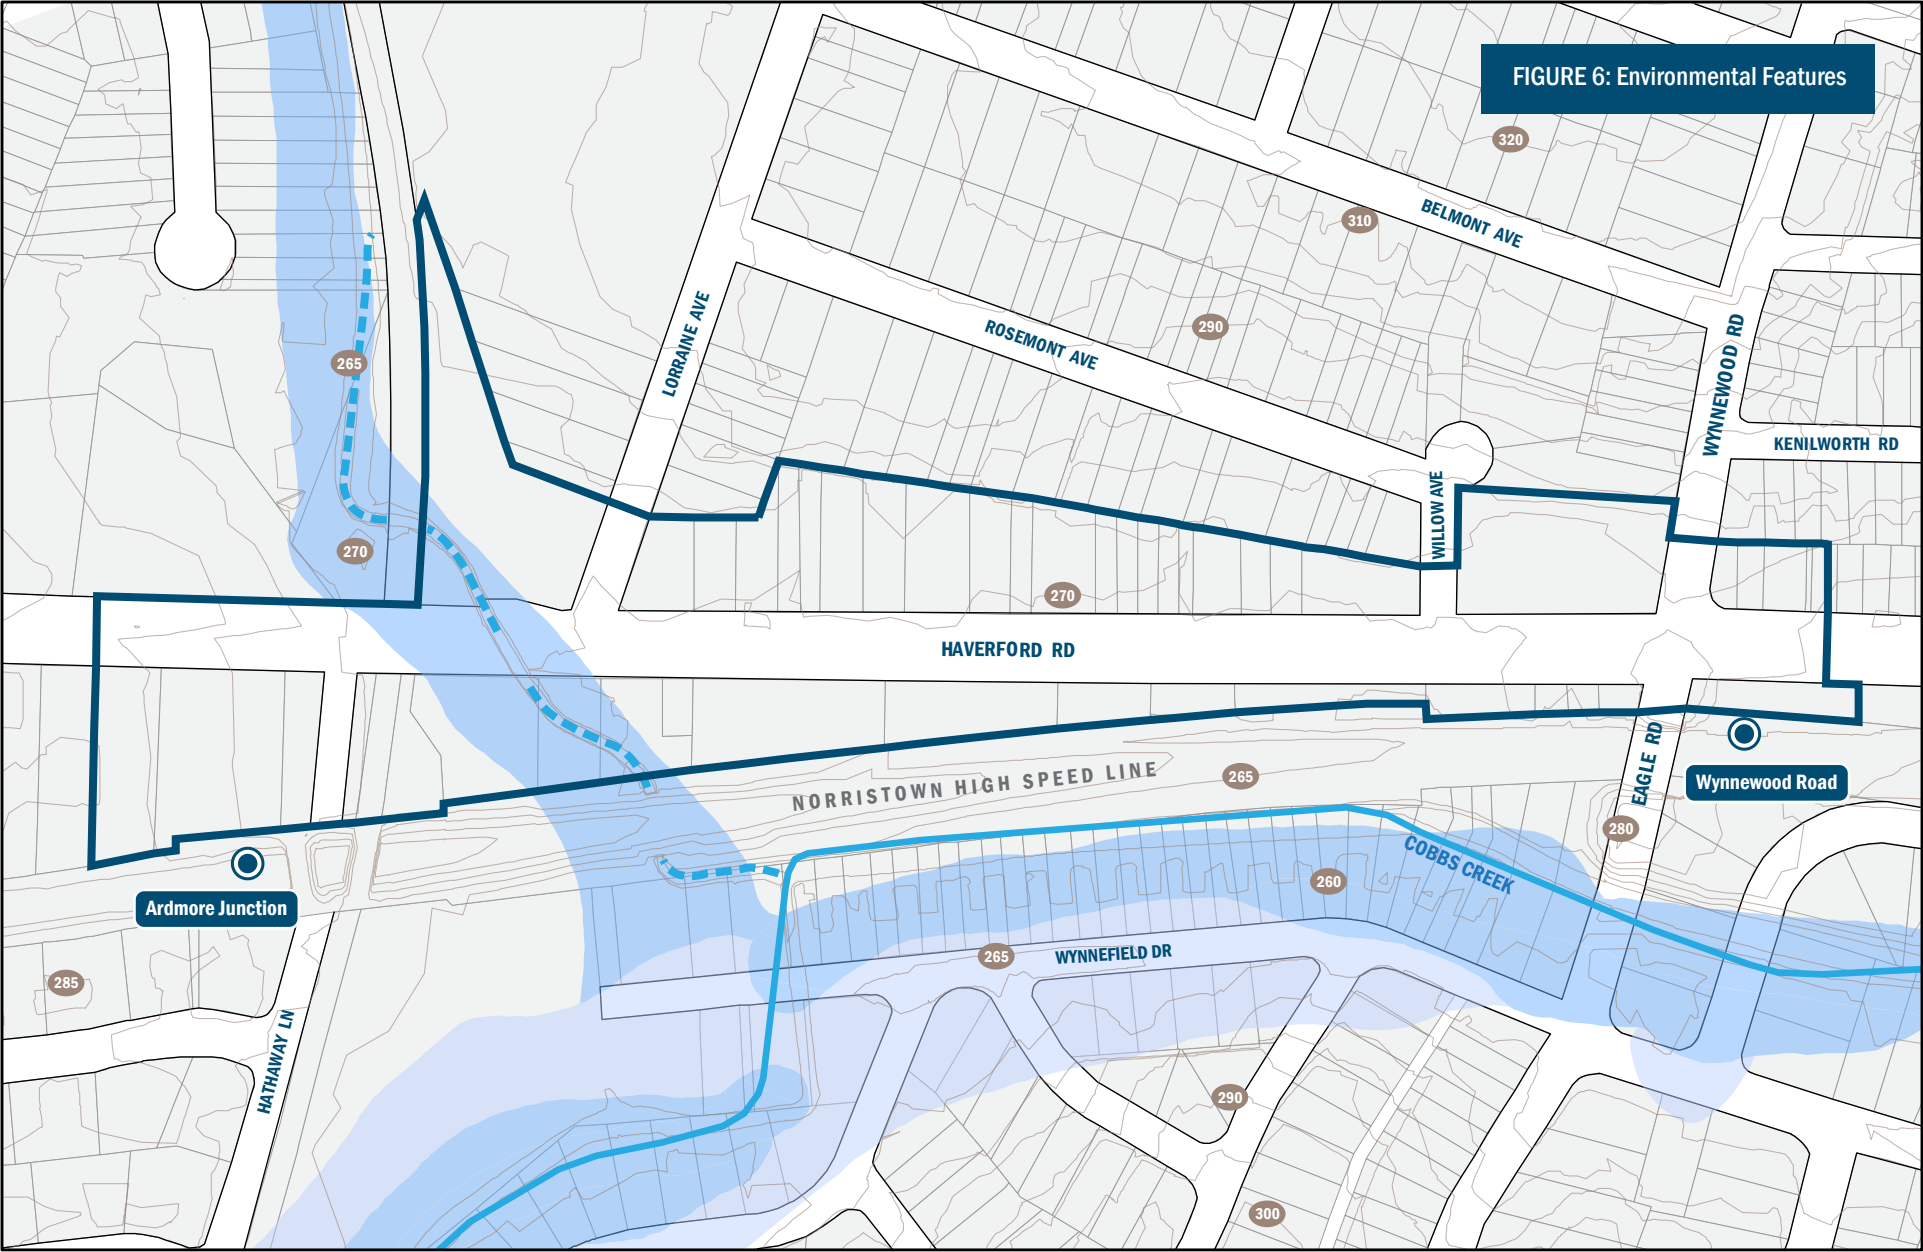 FIGURE 6: Environmental Features
320
310
BELMONT AVE
290
ROSEMONT AVE
LORRAINE AVE
WYNNEWOOD RD
265
KENILWORTH RD
WILLOW AVE
270
270
HAVERFORD RD
EAGLE RD
NORRISTOWN HIGH SPEED LINE
265
Wynnewood Road
280
COBBS CREEK
260
Ardmore Junction
265
WYNNEFIELD DR
285
HATHAWAY LN
290
300